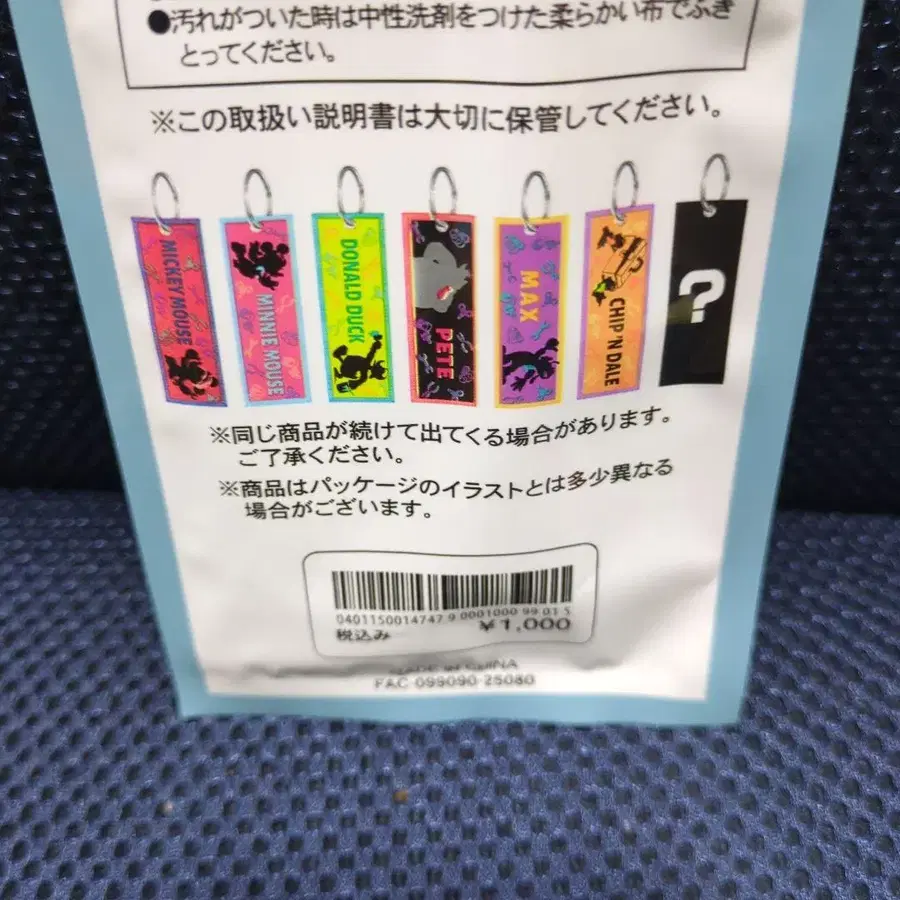 ●汚れがついた時は中性洗剤をつけた柔らかい布でふき
とってください。
※この取扱い説明書は大切に保管してください。
MICKEY MOUSE
MINNIE MOUSE
DONALD DUCK
PETE
MAX
CHIP 'N DALE
?
※同じ商品が続けて出てくる場合があります。
ご了承ください。
※商品はパッケージのイラストとは多少異なる
場合がございます。
0401150014747 9 0001000 99 01 5
税込み ¥1,000
MADE IN CHINA
FAC-099090-25080